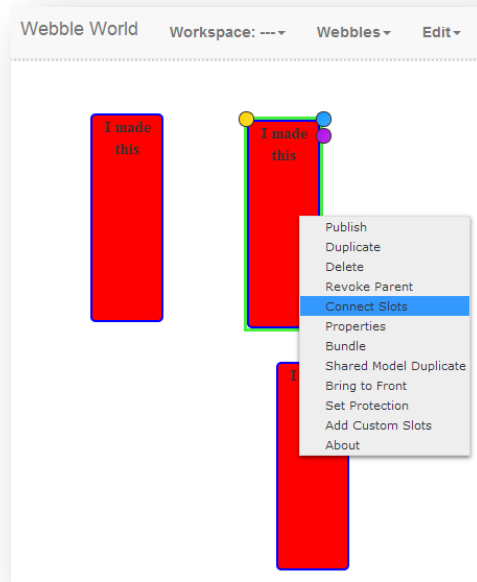 Webble World
Workspace: ---
Webbles
Edit
I made
this
I made
this
Publish
Duplicate
Delete
Revoke Parent
Connect Slots
Properties
Bundle
Shared Model Duplicate
Bring to Front
Set Protection
Add Custom Slots
About
I